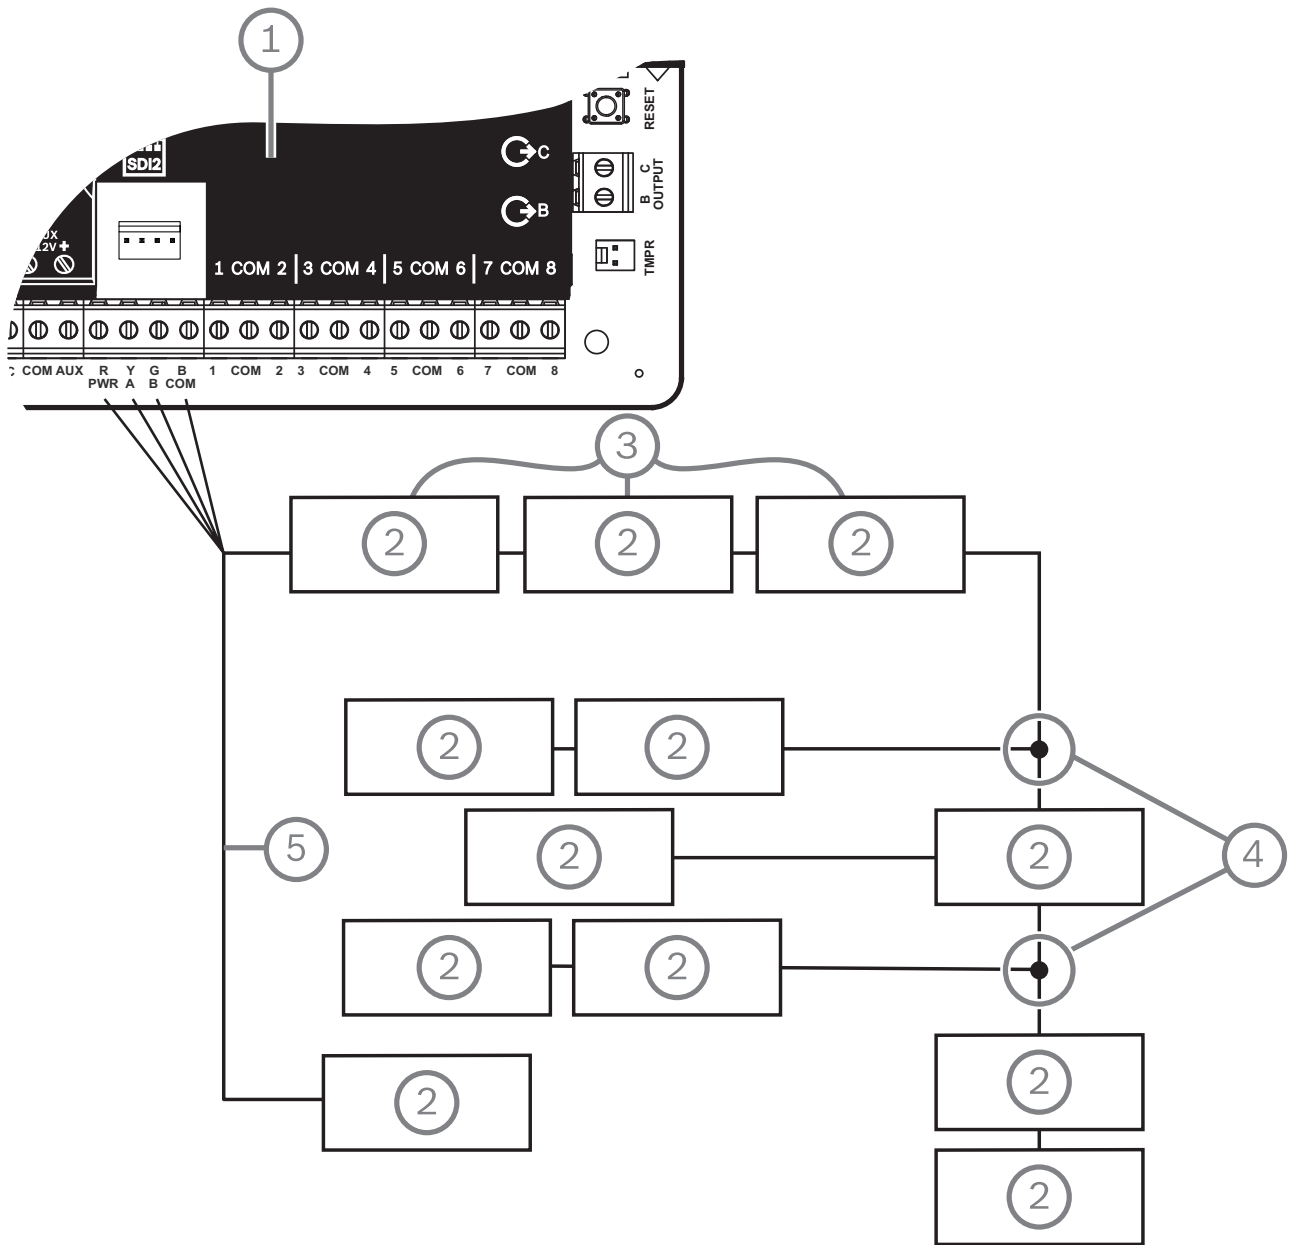 1
L
RESET
SDI2
C
C
B
OUTPUT
B
12V +
TMPR
1 COM 2 3 COM 4 5 COM 6 7 COM 8
COM AUX R Y G B 1 COM 2 3 COM 4 5 COM 6 7 COM 8
PWR A B COM
3
2 2 2
2 2
5 2 2 4
2 2
2 2
2